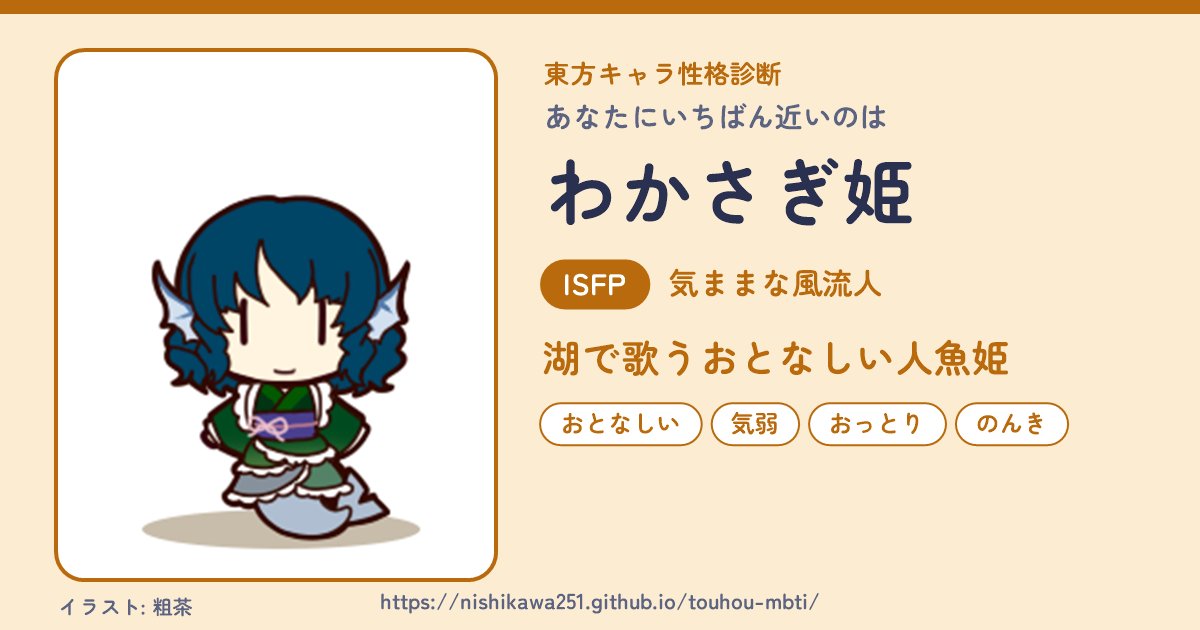 東方キャラ性格診断
あなたにいちばん近いのは
わかさぎ姫
ISFP 気ままな風流人
湖で歌うおとなしい人魚姫
おとなしい 気弱 おっとり のんき
イラスト: 粗茶
https://nishikawa251.github.io/touhou-mbti/